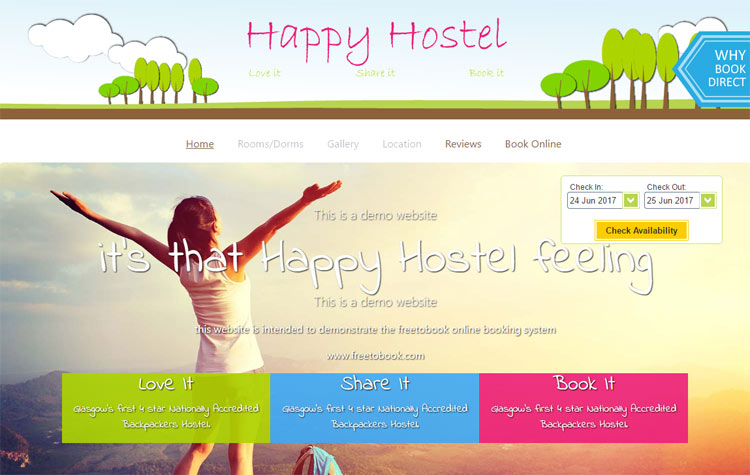 Happy Hostel
Love it Share it Book it
WHY
BOOK
DIRECT
Home Rooms/Dorms Gallery Location Reviews Book Online
Check In: Check Out:
24 Jun 2017 25 Jun 2017
Check Availability
This is a demo website
it's that Happy Hostel feeling
This is a demo website
this website is intended to demonstrate the freetobook online booking system
www.freetobook.com
Love It
Glasgow's first 4 star Nationally Accredited
Backpackers Hostel.
Share It
Glasgow's first 4 star Nationally Accredited
Backpackers Hostel.
Book It
Glasgow's first 4 star Nationally Accredited
Backpackers Hostel.